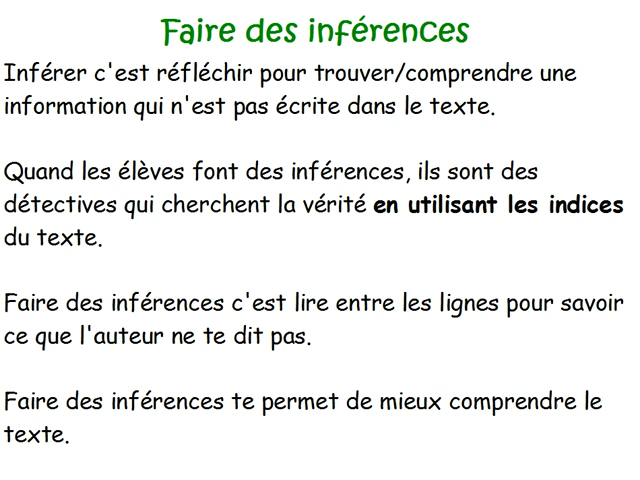 Faire des inférences
Inférer c'est réfléchir pour trouver/comprendre une
information qui n'est pas écrite dans le texte.
Quand les élèves font des inférences, ils sont des
détectives qui cherchent la vérité en utilisant les indices
du texte.
Faire des inférences c'est lire entre les lignes pour savoir
ce que l'auteur ne te dit pas.
Faire des inférences te permet de mieux comprendre le
texte.